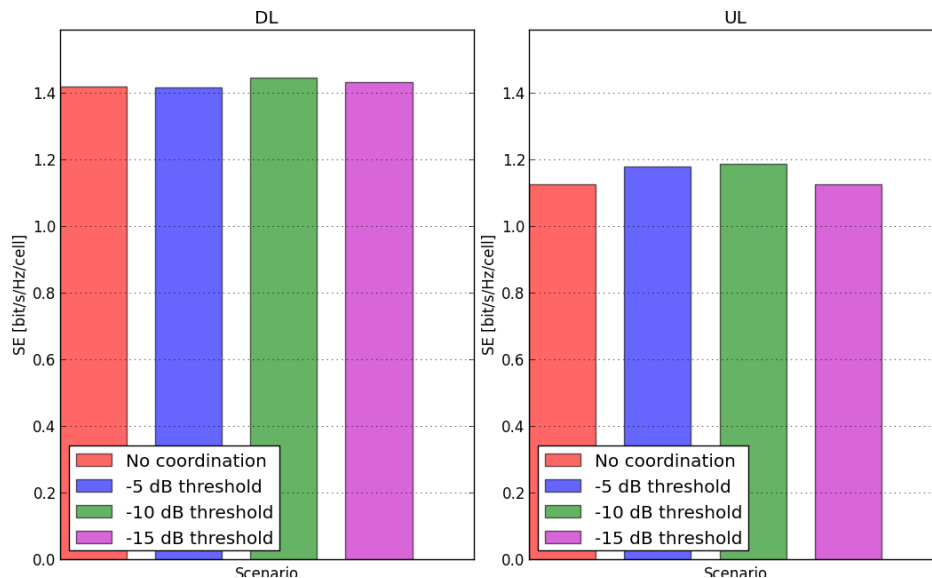 DL
SE [bit/s/Hz/cell]
1.4
1.2
1.0
0.8
0.6
0.4
0.2
0.0
No coordination
-5 dB threshold
-10 dB threshold
-15 dB threshold
Scenario
UL
SE [bit/s/Hz/cell]
1.4
1.2
1.0
0.8
0.6
0.4
0.2
0.0
No coordination
-5 dB threshold
-10 dB threshold
-15 dB threshold
Scenario